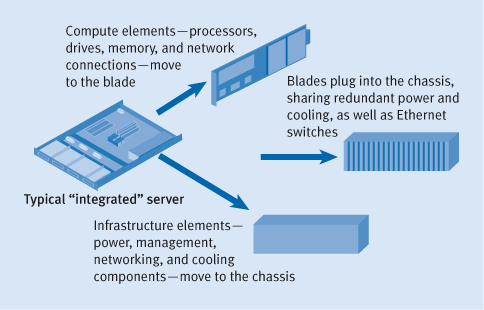 Compute elements—processors,
drives, memory, and network
connections—move
to the blade
Blades plug into the chassis,
sharing redundant power and
cooling, as well as Ethernet
switches
Typical “integrated” server
Infrastructure elements—
power, management,
networking, and cooling
components—move to the chassis